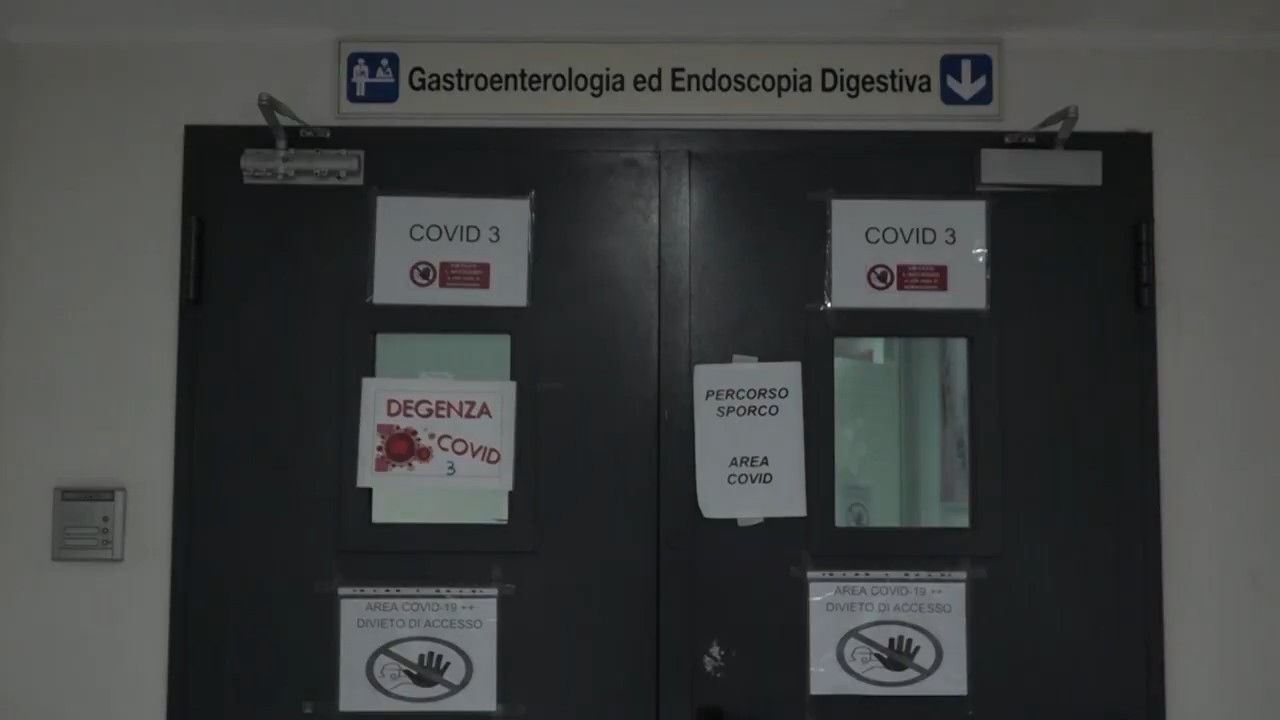 Gastroenterologia ed Endoscopia Digestiva
COVID 3
COVID 3
DEGENZA
COVID
3
PERCORSO
SPORCO
AREA
COVID
AREA COVID-19 ++
DIVIETO DI ACCESSO
AREA COVID-19 ++
DIVIETO DI ACCESSO